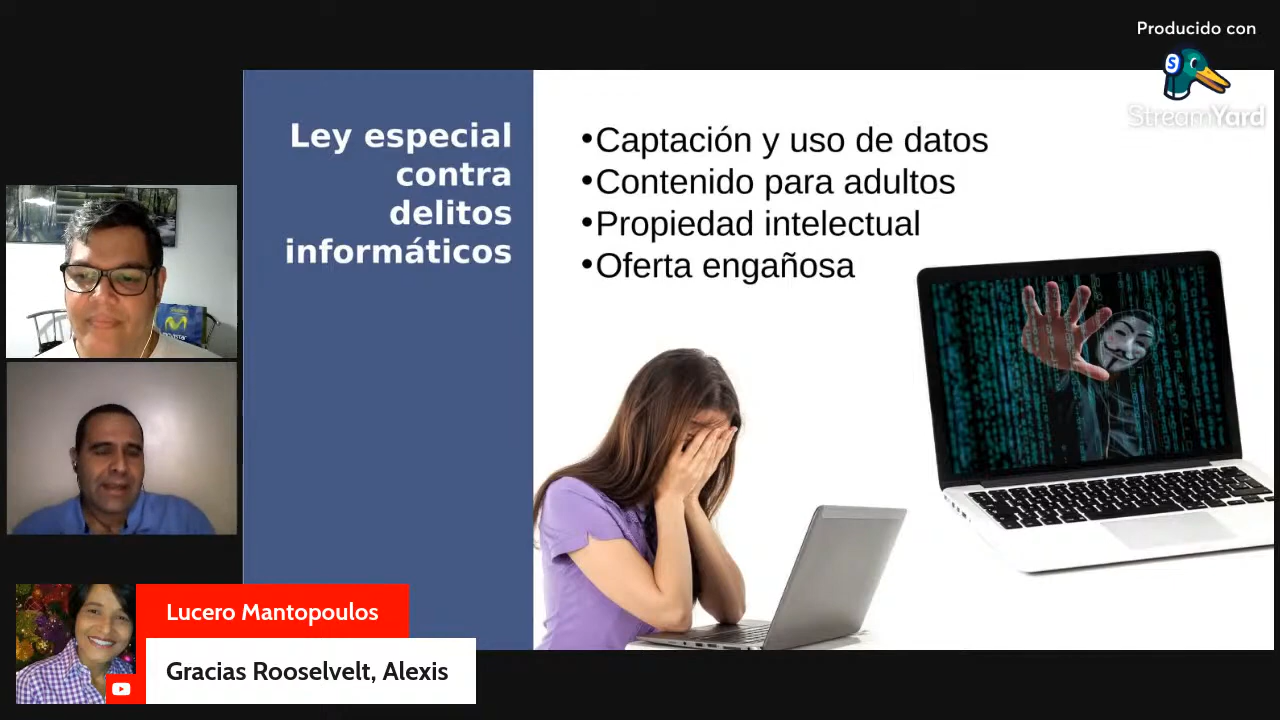 Producido con
StreamYard
Ley especial
contra
delitos
informáticos
•Captación y uso de datos
•Contenido para adultos
•Propiedad intelectual
•Oferta engañosa
movistar
Lucero Mantopoulos
Gracias Rooselvelt, Alexis